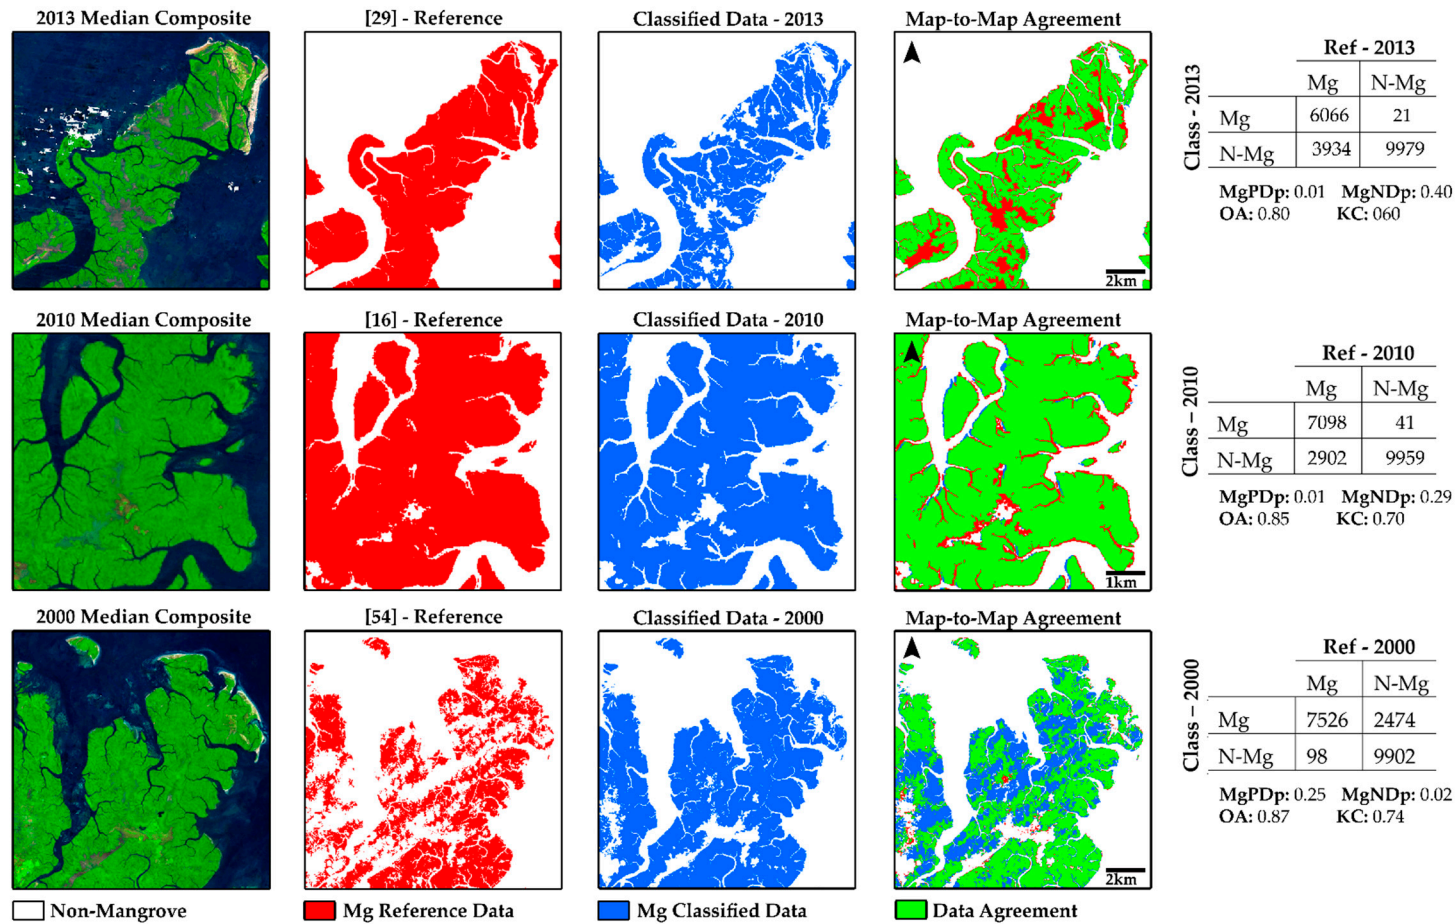 2013 Median Composite
[29] - Reference
Classified Data - 2013
Map-to-Map Agreement
2km
Ref - 2013
Class - 2013
Mg N-Mg
Mg 6066 21
N-Mg 3934 9979
MgPDp: 0.01 MgNDp: 0.40
OA: 0.80 KC: 060
2010 Median Composite
[16] - Reference
Classified Data - 2010
Map-to-Map Agreement
1km
Ref - 2010
Class – 2010
Mg N-Mg
Mg 7098 41
N-Mg 2902 9959
MgPDp: 0.01 MgNDp: 0.29
OA: 0.85 KC: 0.70
2000 Median Composite
[54] - Reference
Classified Data - 2000
Map-to-Map Agreement
2km
Ref - 2000
Class – 2000
Mg N-Mg
Mg 7526 2474
N-Mg 98 9902
MgPDp: 0.25 MgNDp: 0.02
OA: 0.87 KC: 0.74
Non-Mangrove
Mg Reference Data
Mg Classified Data
Data Agreement